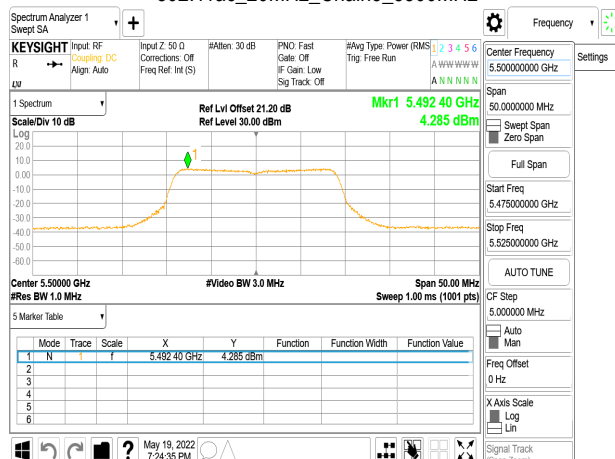 Spectrum Analyzer 1
Swept SA
Frequency
KEYSIGHT
R
Input: RF
Coupling: DC
Align: Auto
Input Z: 50 Ω
Corrections: Off
Freq Ref: Int (S)
#Atten: 30 dB
PNO: Fast
Gate: Off
IF Gain: Low
Sig Track: Off
#Avg Type: Power (RMS
Trig: Free Run
1 2 3 4 5 6
A W W W W W
A N N N N N
Settings
Center Frequency
5.500000000 GHz
Span
50.0000000 MHz
Swept Span
Zero Span
Full Span
Start Freq
5.475000000 GHz
Stop Freq
5.525000000 GHz
AUTO TUNE
CF Step
5.000000 MHz
Auto
Man
Freq Offset
0 Hz
X Axis Scale
Log
Lin
Signal Track
1 Spectrum
Scale/Div 10 dB
Ref Lvl Offset 21.20 dB
Ref Level 30.00 dBm
Mkr1 5.492 40 GHz
4.285 dBm
Log
20.0
10.0
0.00
-10.0
-20.0
-30.0
-40.0
-50.0
-60.0
1
Center 5.50000 GHz
#Video BW 3.0 MHz
Span 50.00 MHz
#Res BW 1.0 MHz
Sweep 1.00 ms (1001 pts)
5 Marker Table
Mode Trace Scale X Y Function Function Width Function Value
1 N 1 f 5.492 40 GHz 4.285 dBm
2
3
4
5
6
?
May 19, 2022
7:24:35 PM